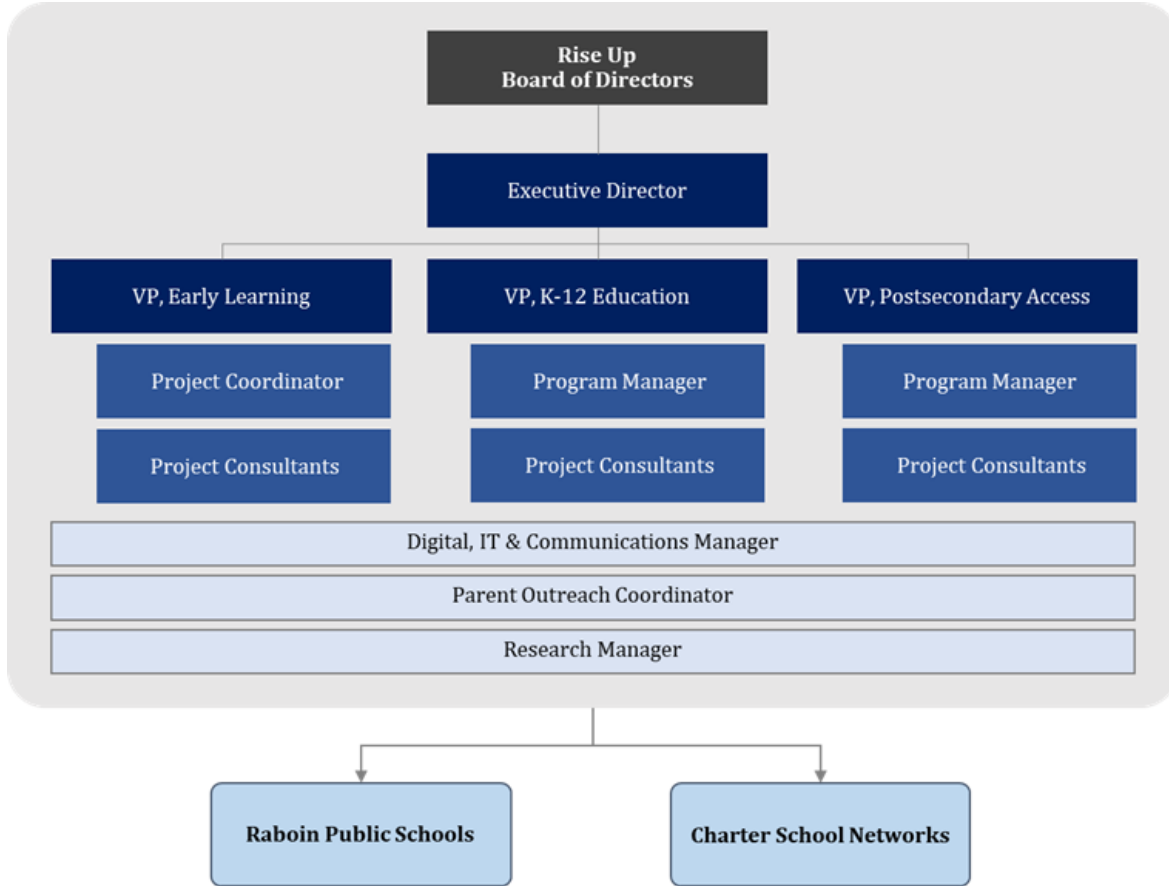 Rise Up
Board of Directors
Executive Director
VP, Early Learning
VP, K-12 Education
VP, Postsecondary Access
Project Coordinator
Program Manager
Program Manager
Project Consultants
Project Consultants
Project Consultants
Digital, IT & Communications Manager
Parent Outreach Coordinator
Research Manager
Raboin Public Schools
Charter School Networks